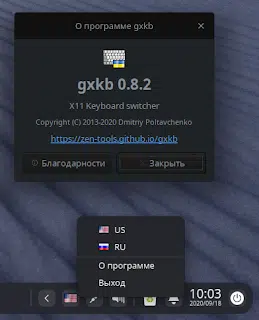 О программе gxkb
gxkb 0.8.2
X11 Keyboard switcher
Copyright (C) 2013-2020 Dmitriy Poltavchenko
https://zen-tools.github.io/gxkb
Благодарности
Закрыть
US
RU
О программе
Выход
10:03
2020/09/18